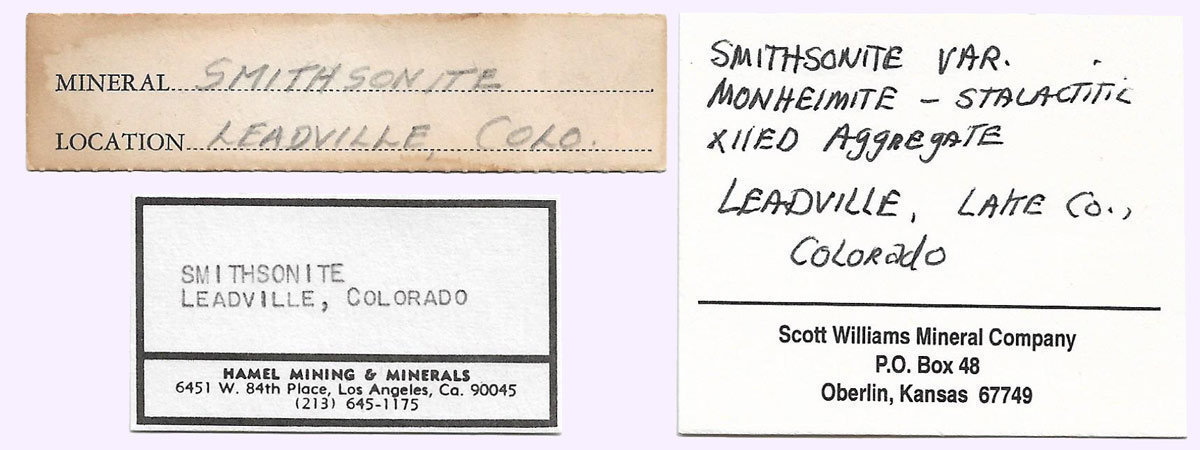 MINERAL SMITHSONITE
LOCATION LEADVILLE, COLO.
SMITHSONITE
LEADVILLE, COLORADO
HAMEL MINING & MINERALS
6451 W. 84th Place, Los Angeles, Ca. 90045
(213) 645-1175
SMITHSONITE VAR.
MONHEIMITE – STALACTITIC
XllED AggregATE
LEADVILLE, LAKE Co.,
COLORAdo
Scott Williams Mineral Company
P.O. Box 48
Oberlin, Kansas 67749